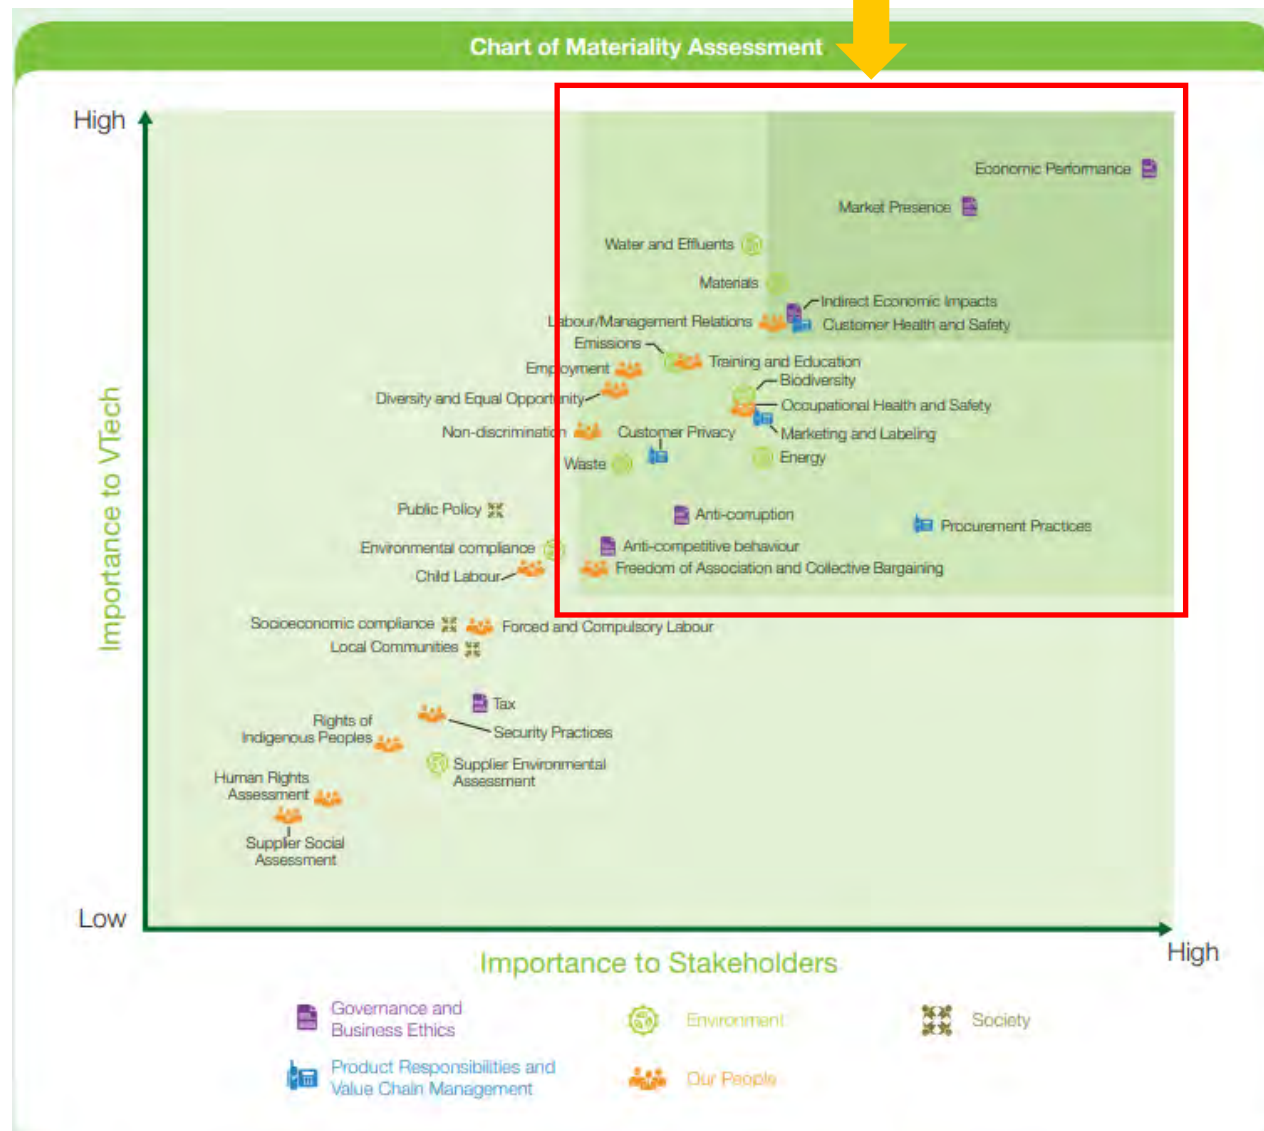 Chart of Materiality Assessment
High
Economic Performance
Market Presence
Water and Effluents
Materials
Indirect Economic Impacts
Labour/Management Relations
Customer Health and Safety
Emissions
Training and Education
Employment
Biodiversity
Diversity and Equal Opportunity
Occupational Health and Safety
Non-discrimination
Customer Privacy
Marketing and Labeling
Waste
Energy
Public Policy
Anti-corruption
Procurement Practices
Environmental compliance
Anti-competitive behaviour
Child Labour
Freedom of Association and Collective Bargaining
Socioeconomic compliance
Forced and Compulsory Labour
Local Communities
Tax
Rights of
Indigenous Peoples
Security Practices
Supplier Environmental
Assessment
Human Rights
Assessment
Supplier Social
Assessment
Importance to VTech
Low
High
Importance to Stakeholders
Governance and
Business Ethics
Environment
Society
Product Responsibilities and
Value Chain Management
Our People